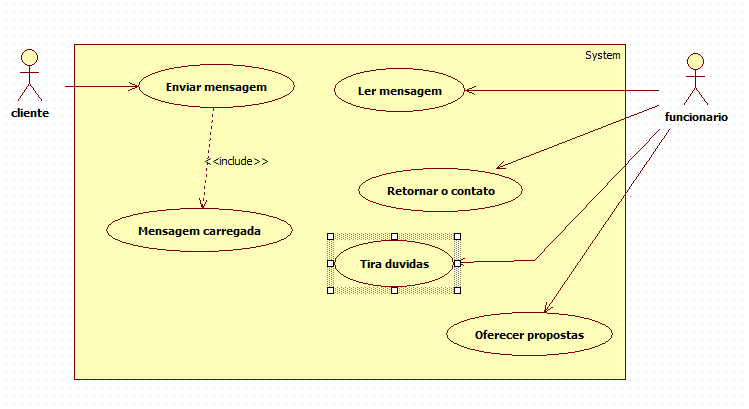 System
cliente
Enviar mensagem
Ler mensagem
funcionario
<<include>>
Retornar o contato
Mensagem carregada
Tira duvidas
Oferecer propostas